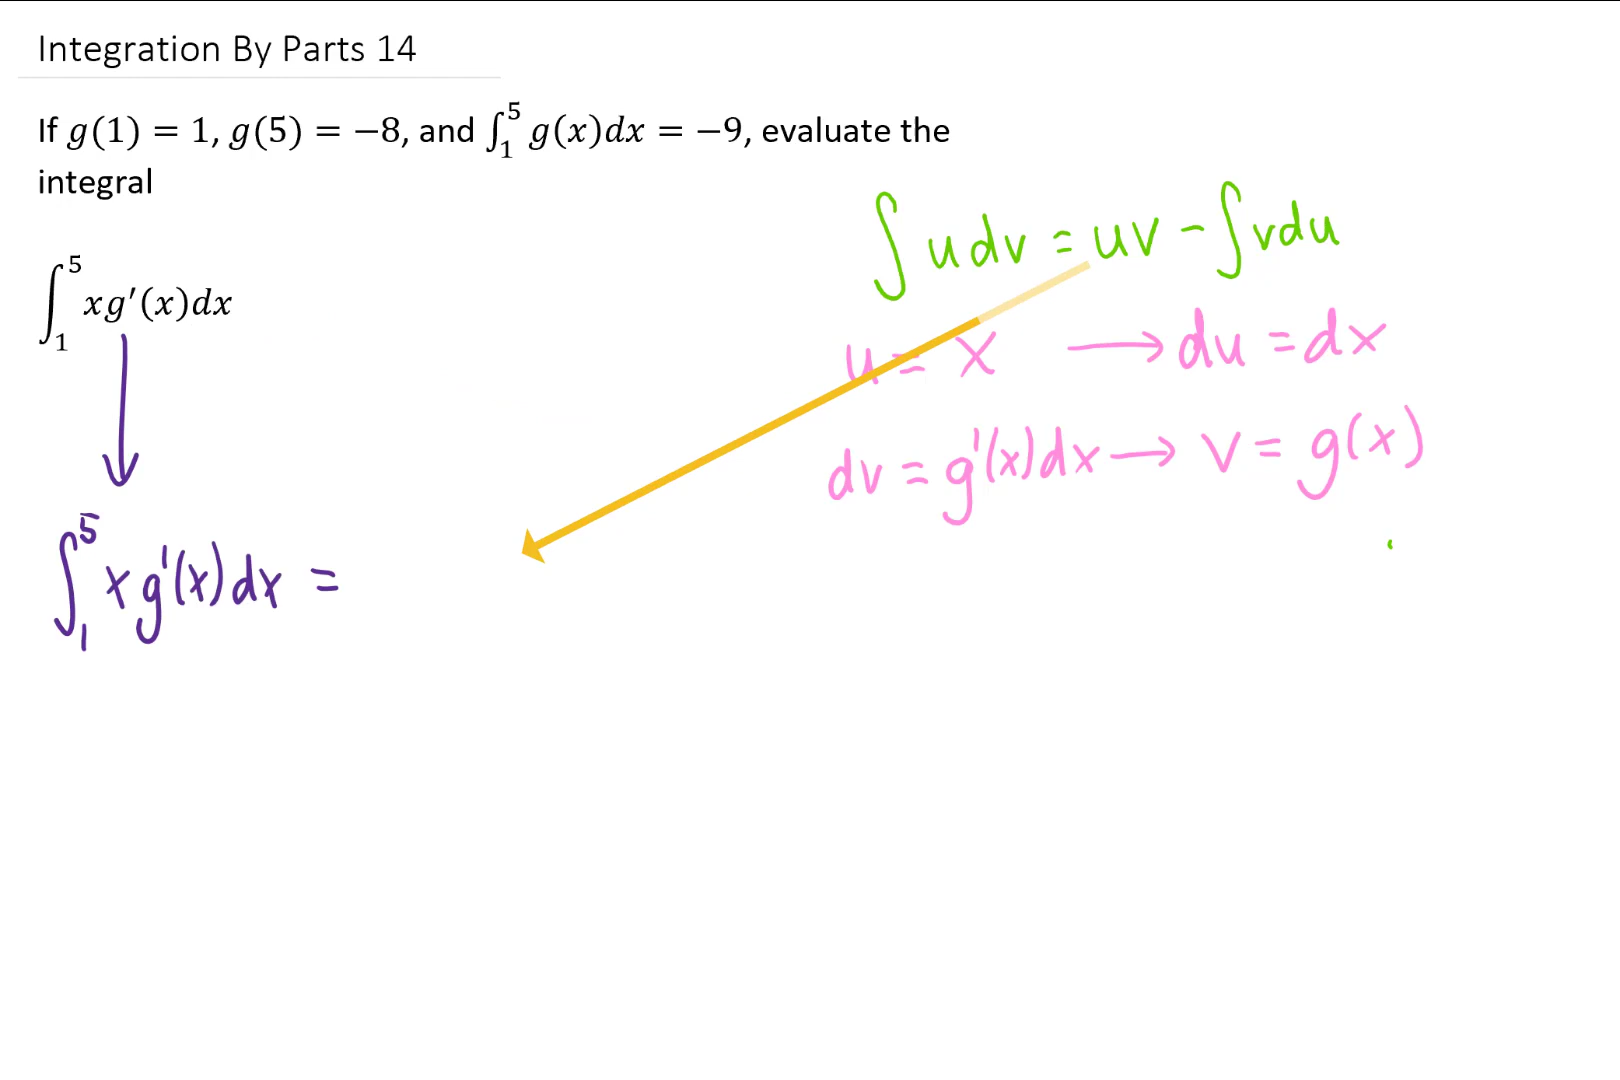 Integration By Parts 14
If g(1) = 1, g(5) = −8, and ∫₁⁵ g(x)dx = −9, evaluate the
integral
∫₁⁵ xg′(x)dx
∫udv = uv − ∫vdu
u = x → du = dx
dv = g'(x)dx → v = g(x)
∫₁⁵ xg'(x)dx =